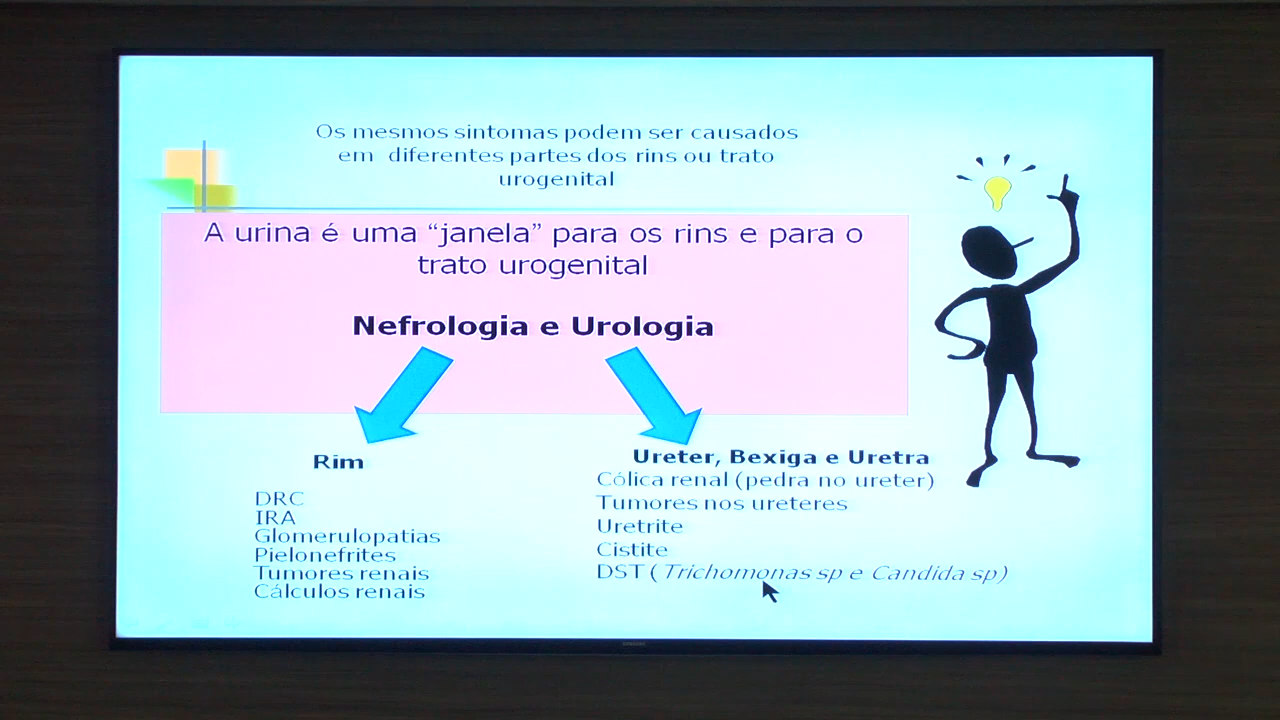 Os mesmos sintomas podem ser causados
em diferentes partes dos rins ou trato
urogenital
A urina é uma “janela” para os rins e para o
trato urogenital
Nefrologia e Urologia
Rim
DRC
IRA
Glomerulopatias
Pielonefrites
Tumores renais
Cálculos renais
Ureter, Bexiga e Uretra
Cólica renal (pedra no ureter)
Tumores nos ureteres
Uretrite
Cistite
DST (Trichomonas sp e Candida sp)